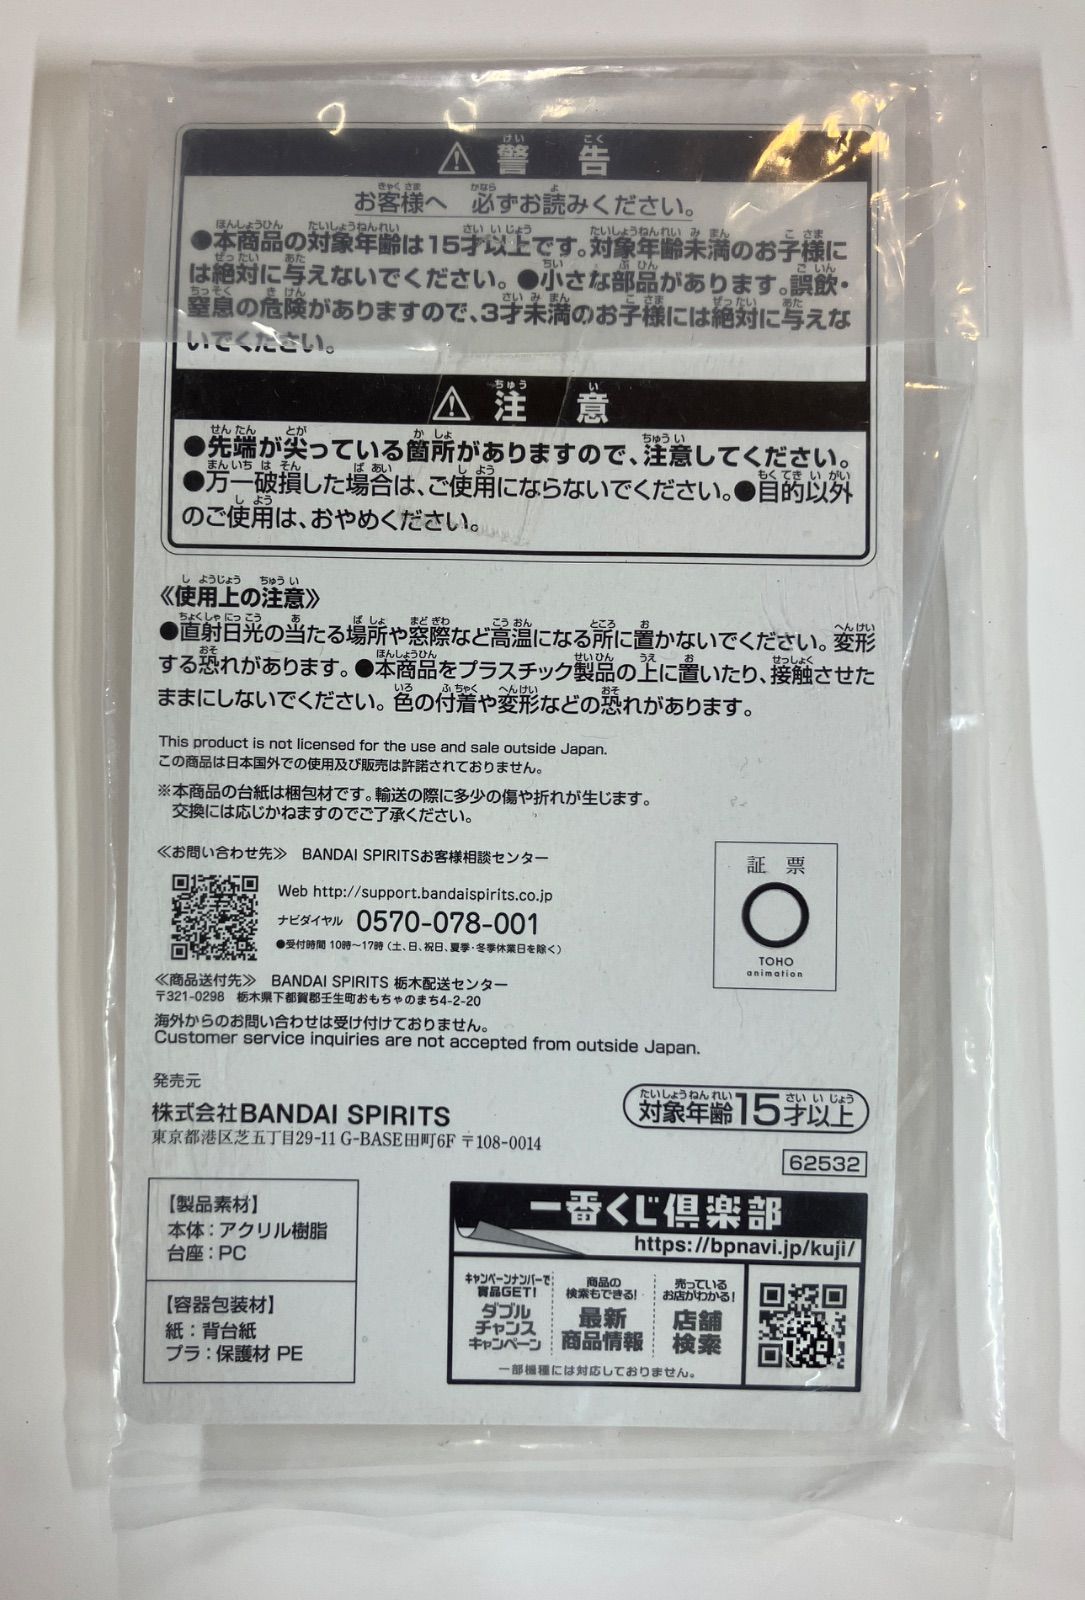 ⚠警告
お客様へ 必ずお読みください。
●本商品の対象年齢は15才以上です。対象年齢未満のお子様に
は絶対に与えないでください。●小さな部品があります。誤飲・
窒息の危険がありますので、3才未満のお子様には絶対に与えな
いでください。
⚠注意
●先端が尖っている箇所がありますので、注意してください。
●万一破損した場合は、ご使用にならないでください。●目的以外
のご使用は、おやめください。
《使用上の注意》
●直射日光の当たる場所や窓際など高温になる所に置かないでください。変形
する恐れがあります。●本商品をプラスチック製品の上に置いたり、接触させた
ままにしないでください。色の付着や変形などの恐れがあります。
This product is not licensed for the use and sale outside Japan.
この商品は日本国外での使用及び販売は許諾されておりません。
※本商品の台紙は梱包材です。輸送の際に多少の傷や折れが生じます。
交換には応じかねますのでご了承ください。
≪お問い合わせ先≫ BANDAI SPIRITSお客様相談センター
Web http://support.bandaispirits.co.jp
ナビダイヤル 0570-078-001
●受付時間 10時〜17時（土、日、祝日、夏季・冬季休業日を除く）
証票
TOHO
animation
≪商品送付先≫ BANDAI SPIRITS 栃木配送センター
〒321-0298 栃木県下都賀郡壬生町おもちゃのまち4-2-20
海外からのお問い合わせは受け付けておりません。
Customer service inquiries are not accepted from outside Japan.
発売元
株式会社BANDAI SPIRITS
東京都港区芝五丁目29-11 G-BASE田町6F 〒108-0014
対象年齢15才以上
62532
【製品素材】
本体：アクリル樹脂
台座：PC
【容器包装材】
紙：背台紙
プラ：保護材 PE
一番くじ倶楽部
https://bpnavi.jp/kuji/
キャンペーンナンバーで
賞品GET!
ダブル
チャンス
キャンペーン
商品の
検索もできる!
最新
商品情報
売っている
お店がわかる!
店舗
検索
一部機種には対応しておりません。